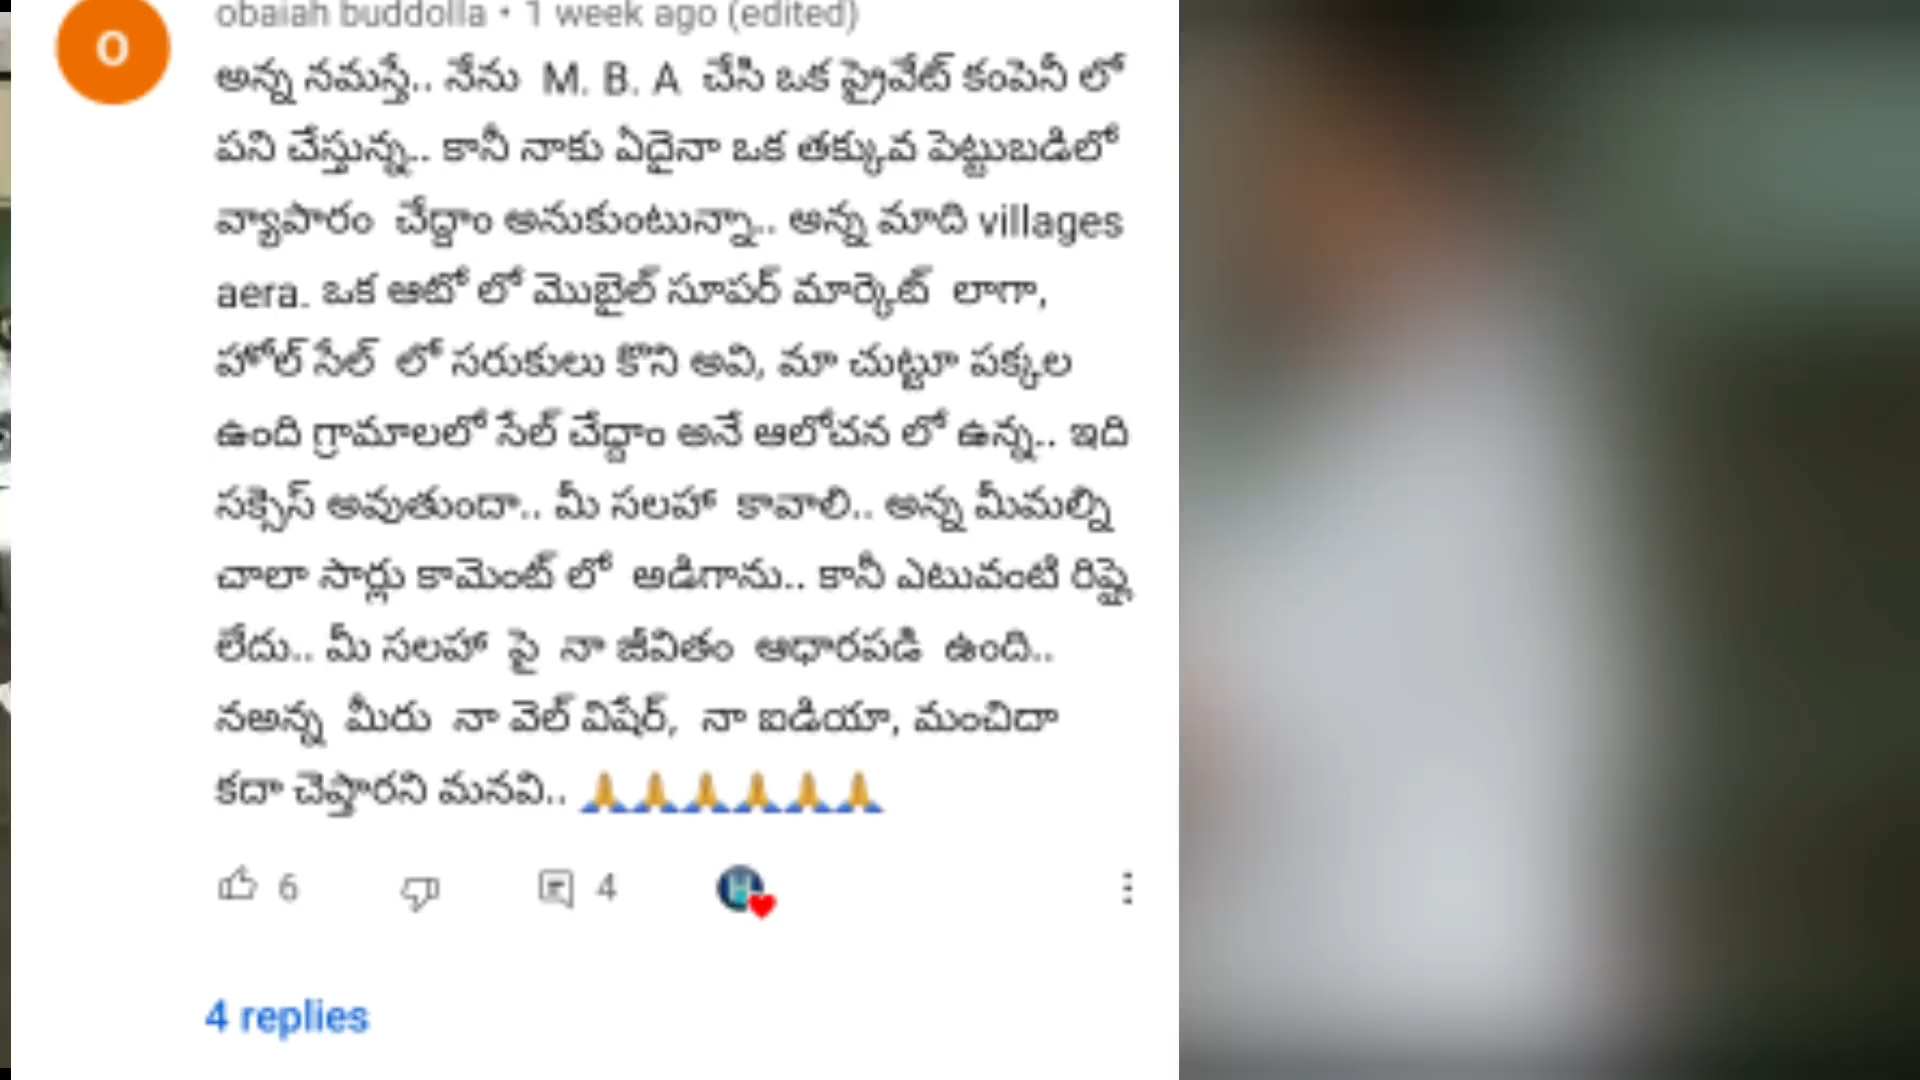 O
obaiah buddolla • 1 week ago (edited)
అన్న నమస్తే.. నేను M. B. A చేసి ఒక ప్రైవేట్ కంపెనీ లో
పని చేస్తున్న.. కానీ నాకు ఏదైనా ఒక తక్కువ పెట్టుబడిలో
వ్యాపారం చేద్దాం అనుకుంటున్నా.. అన్న మాది villages
aera. ఒక ఆటో లో మొబైల్ సూపర్ మార్కెట్ లాగా,
హోల్ సేల్ లో సరుకులు కొని అవి, మా చుట్టూ పక్కల
ఉంది గ్రామాలలో సేల్ చేద్దాం అనే ఆలోచన లో ఉన్న.. ఇది
సక్సెస్ అవుతుందా.. మీ సలహా కావాలి.. అన్న మీమల్ని
చాలా సార్లు కామెంట్ లో అడిగాను.. కానీ ఎటువంటి రిప్లై
లేదు.. మీ సలహా పై నా జీవితం ఆధారపడి ఉంది..
నఅన్న మీరు నా వెల్ విషేర్, నా ఐడియా, మంచిదా
కదా చెప్తారని మనవి.. 🙏🙏🙏🙏🙏🙏
6 4
4 replies